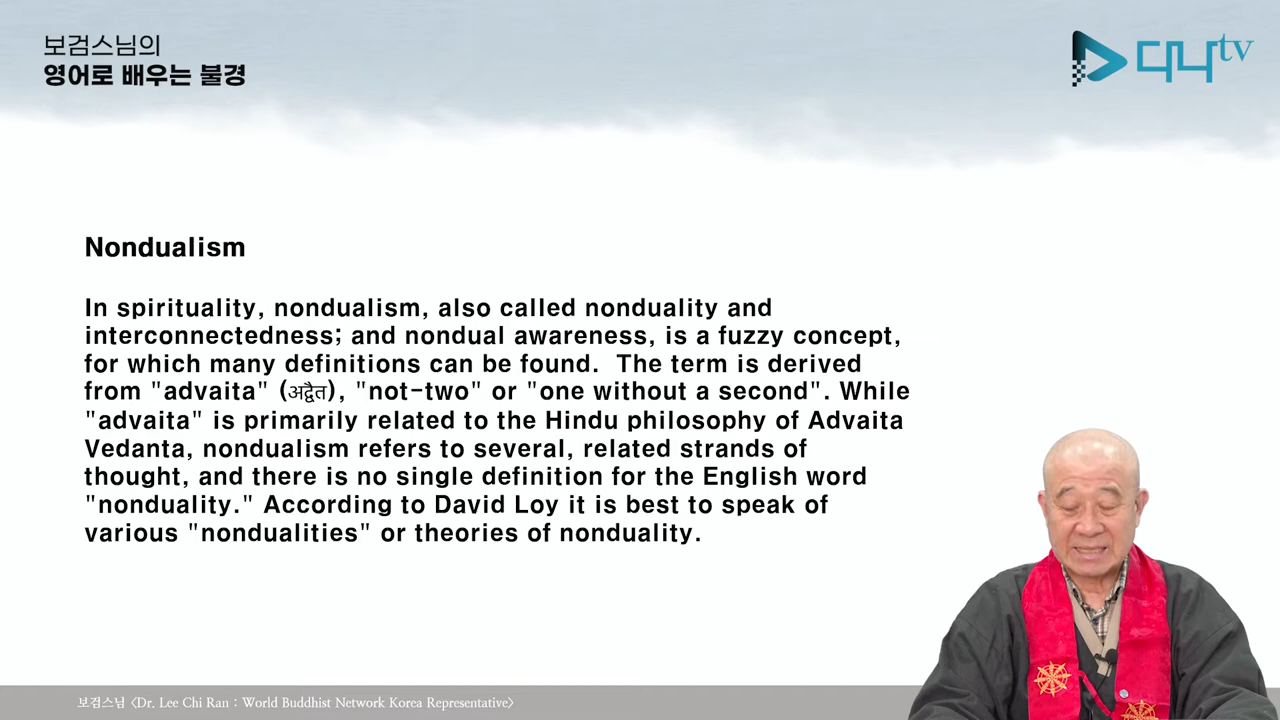 보검스님의
영어로 배우는 불경
다나tv
Nondualism
In spirituality, nondualism, also called nonduality and
interconnectedness; and nondual awareness, is a fuzzy concept,
for which many definitions can be found.  The term is derived
from "advaita" (अद्वैत), "not-two" or "one without a second". While
"advaita" is primarily related to the Hindu philosophy of Advaita
Vedanta, nondualism refers to several, related strands of
thought, and there is no single definition for the English word
"nonduality." According to David Loy it is best to speak of
various "nondualities" or theories of nonduality.
보검스님 <Dr. Lee Chi Ran : World Buddhist Network Korea Representative>